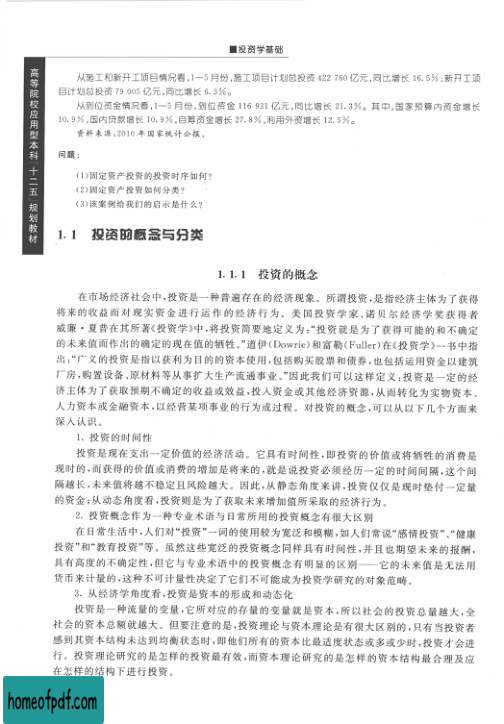 ■投资学基础
高等院校应用型本科“十二五”规划教材
从施工和新开工项目情况看,1—5月份,施工项目计划总投资422 760亿元,同比增长16.5%;新开工项
目计划总投资79 005亿元,同比增长6.3%。
从到位资金情况看,1—5月份,到位资金116 931亿元,同比增长21.3%。其中,国家预算内资金增长
10.9%,国内贷款增长10.9%,自筹资金增长27.8%,利用外资增长12.5%。
资料来源:2010年国家统计公报。
问题:
(1)固定资产投资的投资时序如何?
(2)固定资产投资如何分类?
(3)该案例给我们的启示是什么?
1.1 投资的概念与分类
1.1.1 投资的概念
在市场经济社会中,投资是一种普遍存在的经济现象。所谓投资,是指经济主体为了获得
将来的收益而对现实资金进行运作的经济行为。美国投资学家、诺贝尔经济学奖获得者
威廉·夏普在其所著《投资学》中,将投资简要地定义为:“投资就是为了获得可能的和不确定
的未来值而作出的确定的现在值的牺牲。”道伊(Dowrie)和富勒(Fuller)在《投资学》一书中指
出:“广义的投资是指以获利为目的的资本使用,包括购买股票和债券,也包括运用资金以建筑
厂房,购置设备、原材料等从事扩大生产流通事业。”因此我们可以这样定义:投资是一定的经
济主体为了获取预期不确定的收益或效益,投入资金或其他经济资源,从而转化为实物资本、
人力资本或金融资本,以经营某项事业的行为或过程。对投资的概念,可以从以下几个方面来
深入认识。
1. 投资的时间性
投资是现在支出一定价值的经济活动。它具有时间性,即投资的价值或将牺牲的消费是
现时的,而获得的价值或消费的增加是将来的,就是说投资必须经历一定的时间间隔,这个间
隔越长,未来值将越不稳定且风险越大。因此,从静态角度来讲,投资仅仅是现时垫付一定量
的资金;从动态角度看,投资则是为了获取未来增加值所采取的经济行为。
2. 投资概念作为一种专业术语与日常所用的投资概念有很大区别
在日常生活中,人们对“投资”一词的使用较为宽泛和模糊,如人们常说“感情投资”、“健康
投资”和“教育投资”等。虽然这些宽泛的投资概念同样具有时间性,并且也期望未来的报酬,
具有高度的不确定性,但它与专业术语中的投资概念有明显的区别——它的未来值是无法用
货币来计量的,这种不可计量性决定了它们不可能成为投资学研究的对象范畴。
3. 从经济学角度看,投资是资本的形成和动态化
投资是一种流量的变量,它所对应的存量的变量就是资本,所以社会的投资总量越大,全
社会的资本总额就越大。但要注意的是,投资理论与资本理论是有很大区别的,只有当投资者
感到其资本结构未达到均衡状态时,即他们所有的资本比最适度状态或多或少时,投资才会进
行。投资理论研究的是怎样的投资最有效,而资本理论研究的是怎样的资本结构最合理及应
在怎样的结构下进行投资。
homeofpdf.com